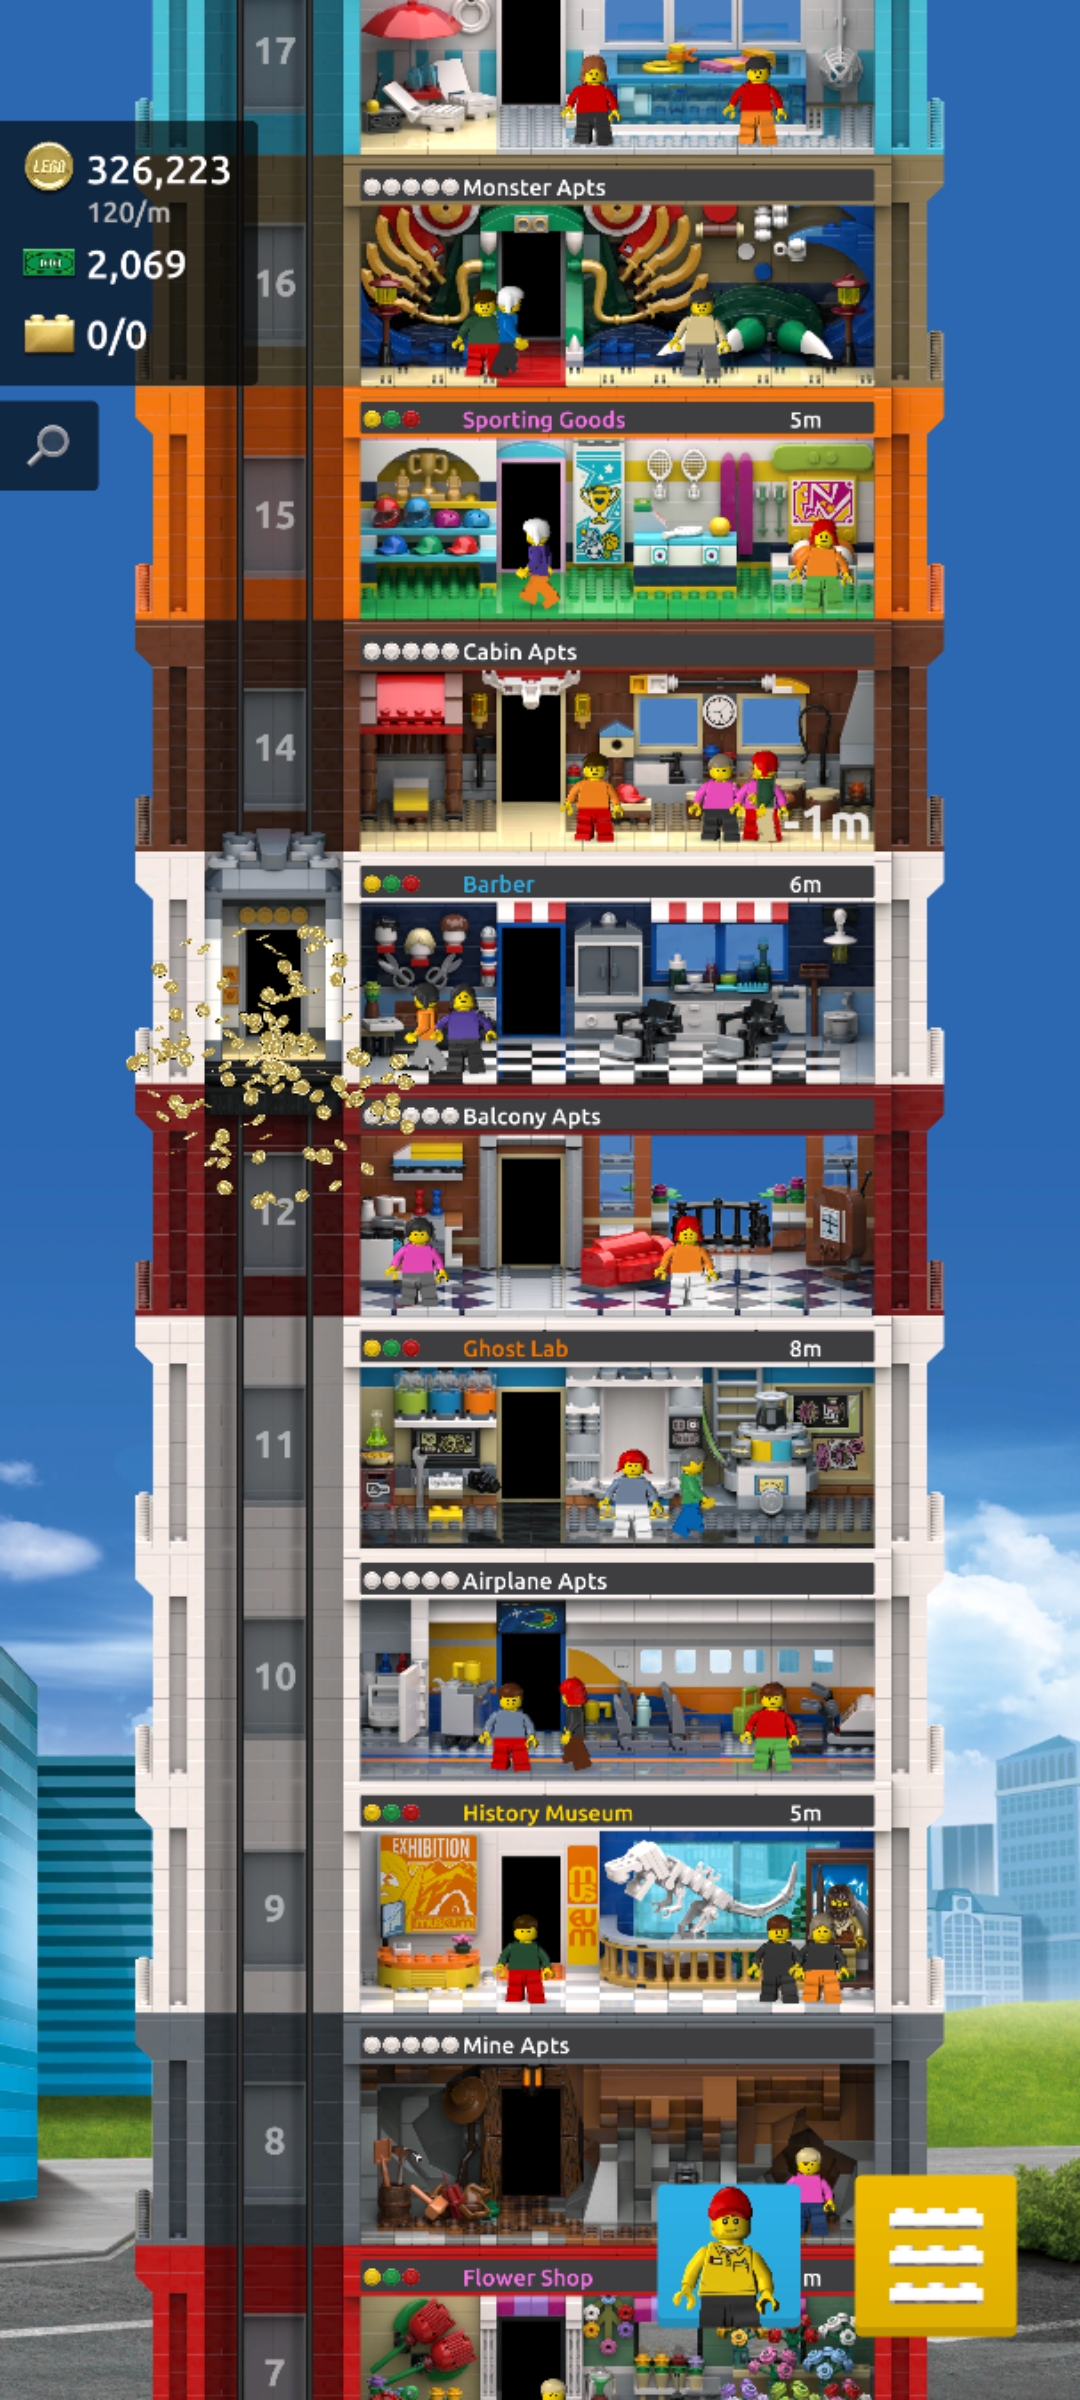 17
LEGO
326,223
120/m
2,069
0/0
Monster Apts
16
Sporting Goods 5m
15
Cabin Apts
14
-1m
Barber 6m
Balcony Apts
12
Ghost Lab 8m
11
Airplane Apts
10
History Museum 5m
EXHIBITION
museum
mus
eum
9
Mine Apts
8
Flower Shop m
7